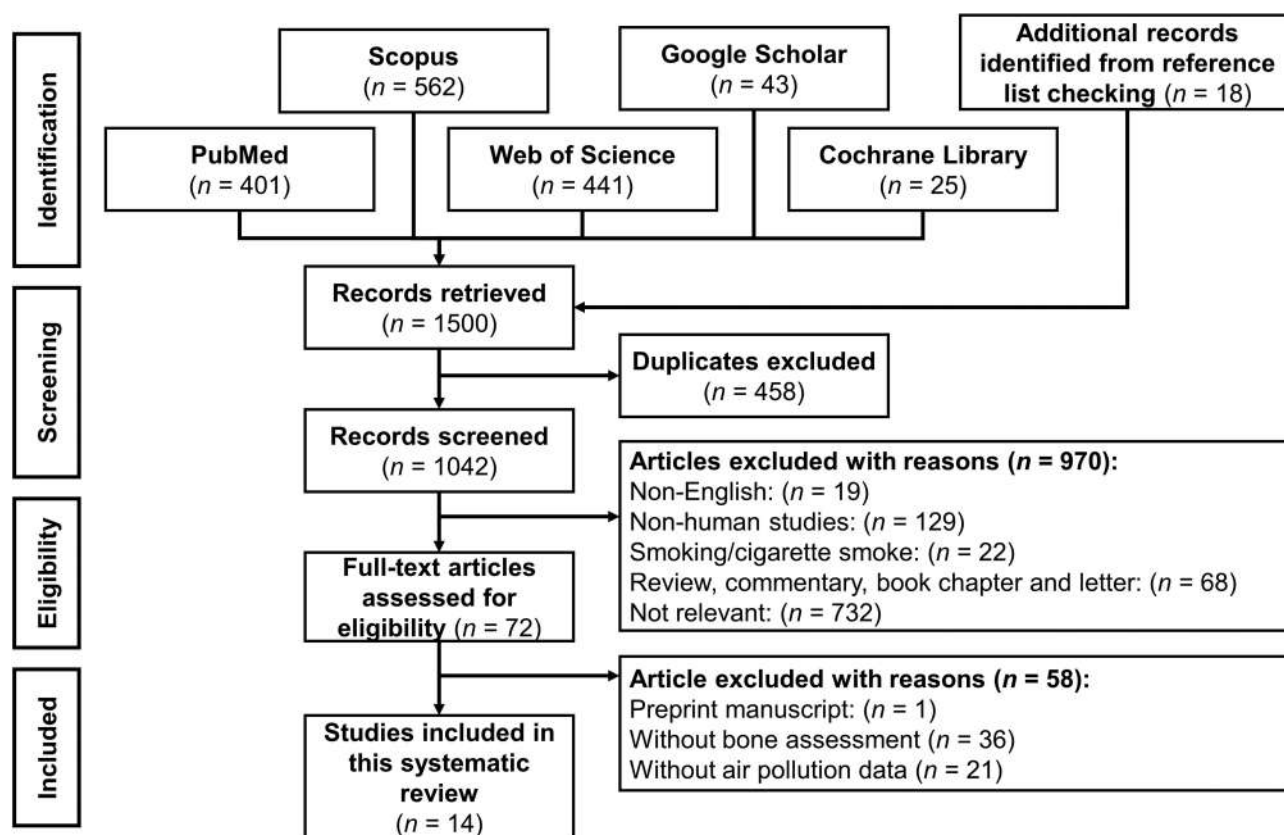 Identification
Scopus
(n = 562)
Google Scholar
(n = 43)
Additional records
identified from reference
list checking (n = 18)
PubMed
(n = 401)
Web of Science
(n = 441)
Cochrane Library
(n = 25)
Screening
Records retrieved
(n = 1500)
Duplicates excluded
(n = 458)
Records screened
(n = 1042)
Articles excluded with reasons (n = 970):
Non-English: (n = 19)
Non-human studies: (n = 129)
Smoking/cigarette smoke: (n = 22)
Review, commentary, book chapter and letter: (n = 68)
Not relevant: (n = 732)
Eligibility
Full-text articles
assessed for
eligibility (n = 72)
Included
Article excluded with reasons (n = 58):
Preprint manuscript: (n = 1)
Without bone assessment (n = 36)
Without air pollution data (n = 21)
Studies included in
this systematic
review
(n = 14)